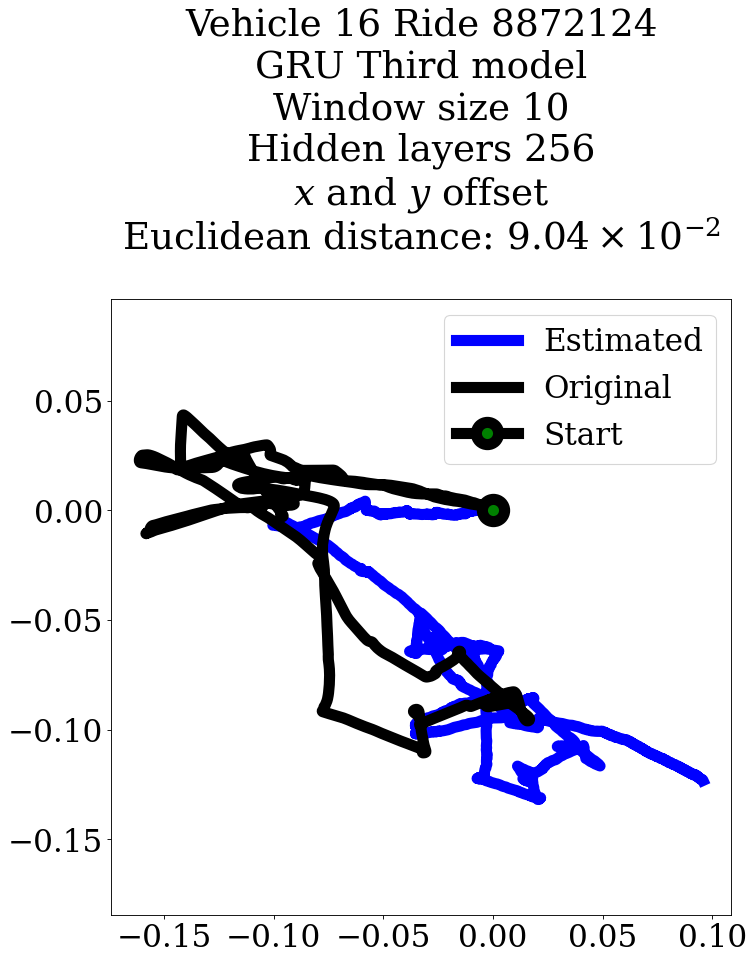 Vehicle 16 Ride 8872124
GRU Third model
Window size 10
Hidden layers 256
x and y offset
Euclidean distance: 9.04 × 10⁻²
Estimated
Original
Start
0.05
0.00
−0.05
−0.10
−0.15
−0.15 −0.10 −0.05 0.00 0.05 0.10